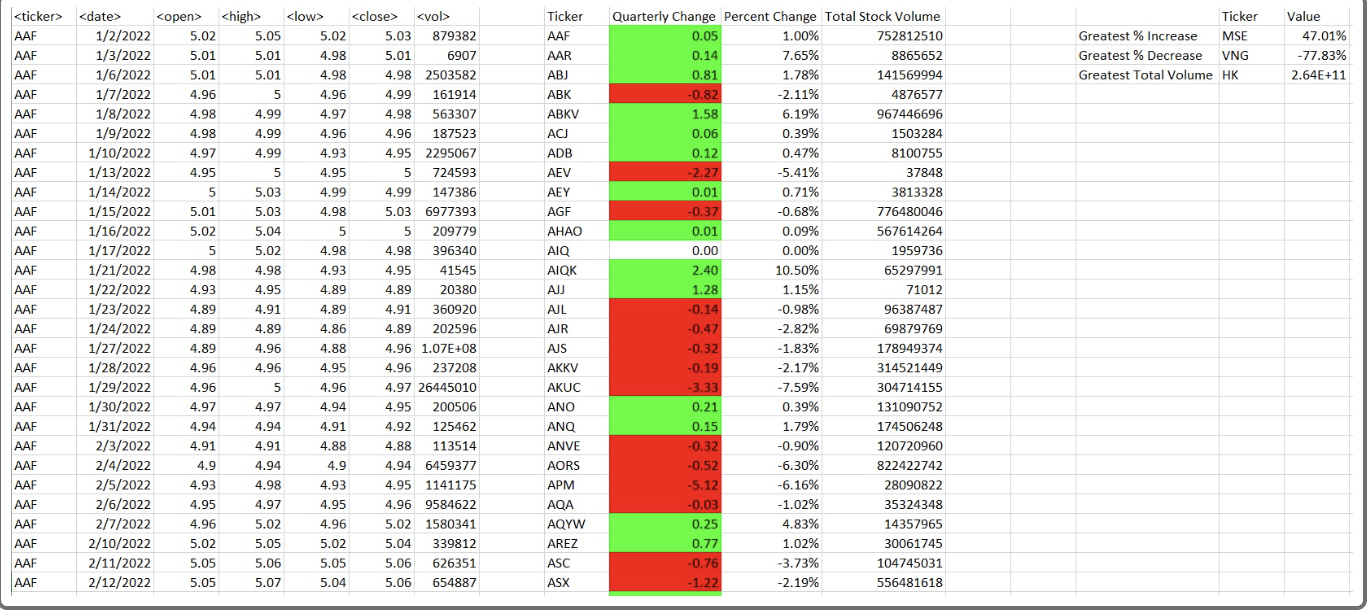 <ticker> <date> <open> <high> <low> <close> <vol> Ticker Quarterly Change Percent Change Total Stock Volume Ticker Value
AAF 1/2/2022 5.02 5.05 5.02 5.03 879382 AAF 0.05 1.00% 752812510 Greatest % Increase MSE 47.01%
AAF 1/3/2022 5.01 5.01 4.98 5.01 6907 AAR 0.14 7.65% 8865652 Greatest % Decrease VNG -77.83%
AAF 1/6/2022 5.01 5.01 4.98 4.98 2503582 ABJ 0.81 1.78% 141569994 Greatest Total Volume HK 2.64E+11
AAF 1/7/2022 4.96 5 4.96 4.99 161914 ABK -0.82 -2.11% 4876577
AAF 1/8/2022 4.98 4.99 4.97 4.98 563307 ABKV 1.58 6.19% 967446696
AAF 1/9/2022 4.98 4.99 4.96 4.96 187523 ACJ 0.06 0.39% 1503284
AAF 1/10/2022 4.97 4.99 4.93 4.95 2295067 ADB 0.12 0.47% 8100755
AAF 1/13/2022 4.95 5 4.95 5 724593 AEV -2.27 -5.41% 37848
AAF 1/14/2022 5 5.03 4.99 4.99 147386 AEY 0.01 0.71% 3813328
AAF 1/15/2022 5.01 5.03 4.98 5.03 6977393 AGF -0.37 -0.68% 776480046
AAF 1/16/2022 5.02 5.04 5 5 209779 AHAO 0.01 0.09% 567614264
AAF 1/17/2022 5 5.02 4.98 4.98 396340 AIQ 0.00 0.00% 1959736
AAF 1/21/2022 4.98 4.98 4.93 4.95 41545 AIQK 2.40 10.50% 65297991
AAF 1/22/2022 4.93 4.95 4.89 4.89 20380 AJJ 1.28 1.15% 71012
AAF 1/23/2022 4.89 4.91 4.89 4.91 360920 AJL -0.14 -0.98% 96387487
AAF 1/24/2022 4.89 4.89 4.86 4.89 202596 AJR -0.47 -2.82% 69879769
AAF 1/27/2022 4.89 4.96 4.88 4.96 1.07E+08 AJS -0.32 -1.83% 178949374
AAF 1/28/2022 4.96 4.96 4.95 4.96 237208 AKKV -0.19 -2.17% 314521449
AAF 1/29/2022 4.96 5 4.96 4.97 26445010 AKUC -3.33 -7.59% 304714155
AAF 1/30/2022 4.97 4.97 4.94 4.95 200506 ANO 0.21 0.39% 131090752
AAF 1/31/2022 4.94 4.94 4.91 4.92 125462 ANQ 0.15 1.79% 174506248
AAF 2/3/2022 4.91 4.91 4.88 4.88 113514 ANVE -0.32 -0.90% 120720960
AAF 2/4/2022 4.9 4.94 4.9 4.94 6459377 AORS -0.52 -6.30% 822422742
AAF 2/5/2022 4.93 4.98 4.93 4.95 1141175 APM -5.12 -6.16% 28090822
AAF 2/6/2022 4.95 4.97 4.95 4.96 9584622 AQA -0.03 -1.02% 35324348
AAF 2/7/2022 4.96 5.02 4.96 5.02 1580341 AQYW 0.25 4.83% 14357965
AAF 2/10/2022 5.02 5.05 5.02 5.04 339812 AREZ 0.77 1.02% 30061745
AAF 2/11/2022 5.05 5.06 5.05 5.06 626351 ASC -0.76 -3.73% 104745031
AAF 2/12/2022 5.05 5.07 5.04 5.06 654887 ASX -1.22 -2.19% 556481618